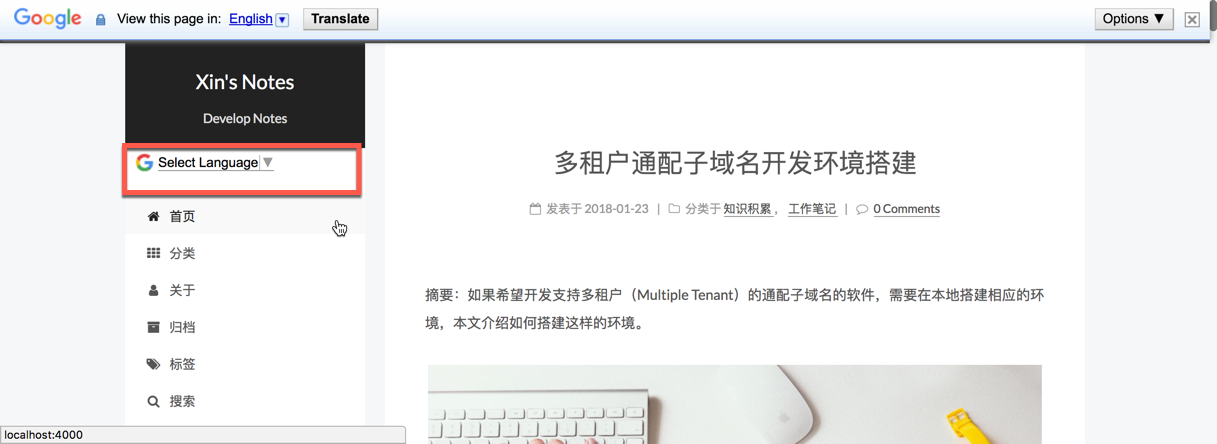 Google View this page in: English ▼ Translate Options ▼
Xin's Notes
Develop Notes
Select Language ▼
首页
分类
关于
归档
标签
搜索
多租户通配子域名开发环境搭建
发表于 2018-01-23 | 分类于 知识积累 ， 工作笔记 | 0 Comments
摘要：如果希望开发支持多租户（Multiple Tenant）的通配子域名的软件，需要在本地搭建相应的环
境，本文介绍如何搭建这样的环境。
localhost:4000